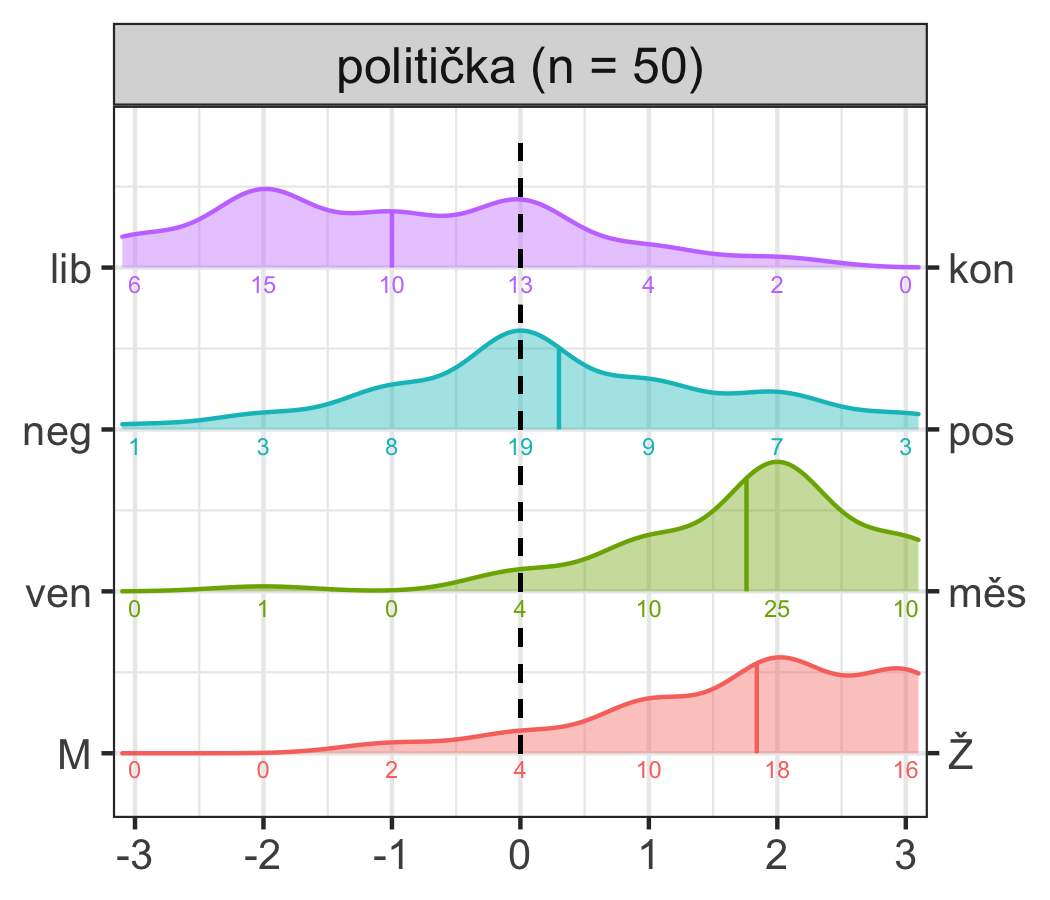 politička (n = 50)
lib kon
6 15 10 13 4 2 0
neg pos
1 3 8 19 9 7 3
ven měs
0 1 0 4 10 25 10
M Ž
0 0 2 4 10 18 16
-3 -2 -1 0 1 2 3